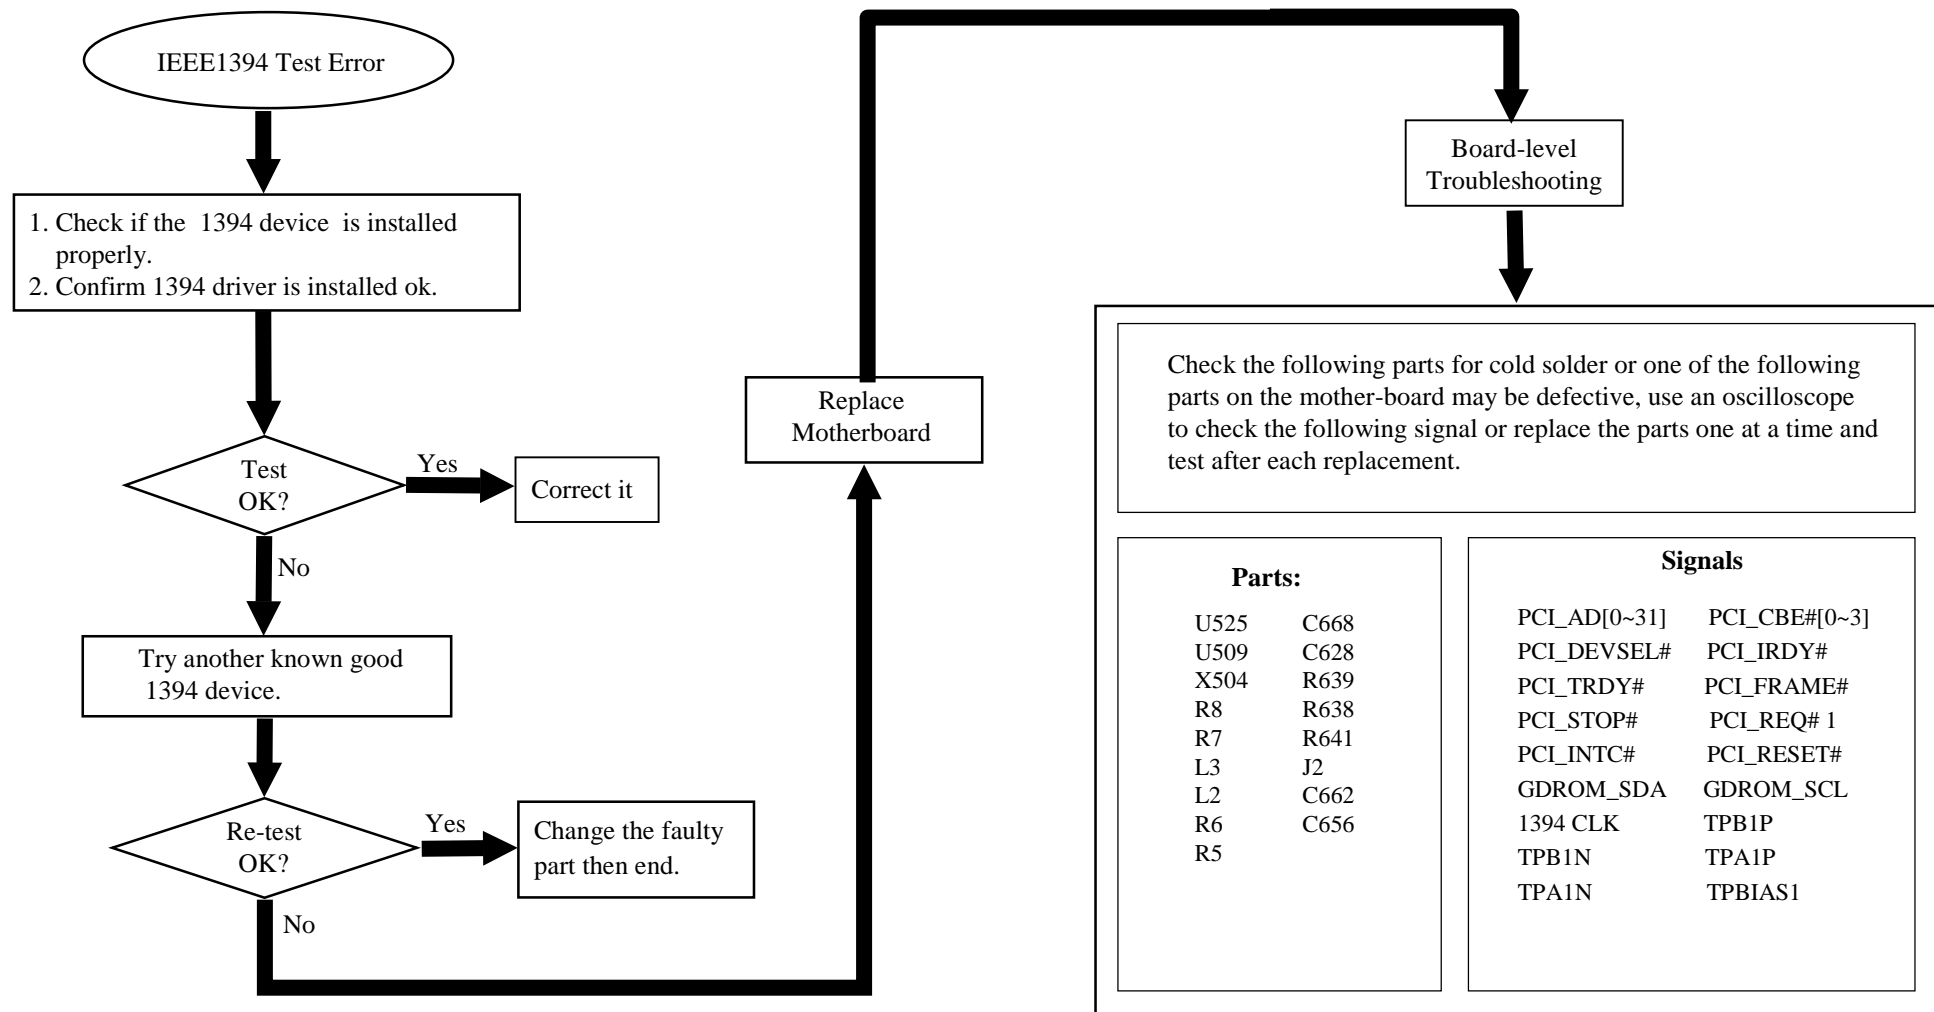 IEEE1394 Test Error
1. Check if the 1394 device is installed
properly.
2. Confirm 1394 driver is installed ok.
Test
OK?
Yes
Correct it
No
Try another known good
1394 device.
Re-test
OK?
Yes
Change the faulty
part then end.
No
Replace
Motherboard
Board-level
Troubleshooting
Check the following parts for cold solder or one of the following
parts on the mother-board may be defective, use an oscilloscope
to check the following signal or replace the parts one at a time and
test after each replacement.
Parts:
U525 C668
U509 C628
X504 R639
R8 R638
R7 R641
L3 J2
L2 C662
R6 C656
R5
Signals
PCI_AD[0~31] PCI_CBE#[0~3]
PCI_DEVSEL# PCI_IRDY#
PCI_TRDY# PCI_FRAME#
PCI_STOP# PCI_REQ# 1
PCI_INTC# PCI_RESET#
GDROM_SDA GDROM_SCL
1394 CLK TPB1P
TPB1N TPA1P
TPA1N TPBIAS1